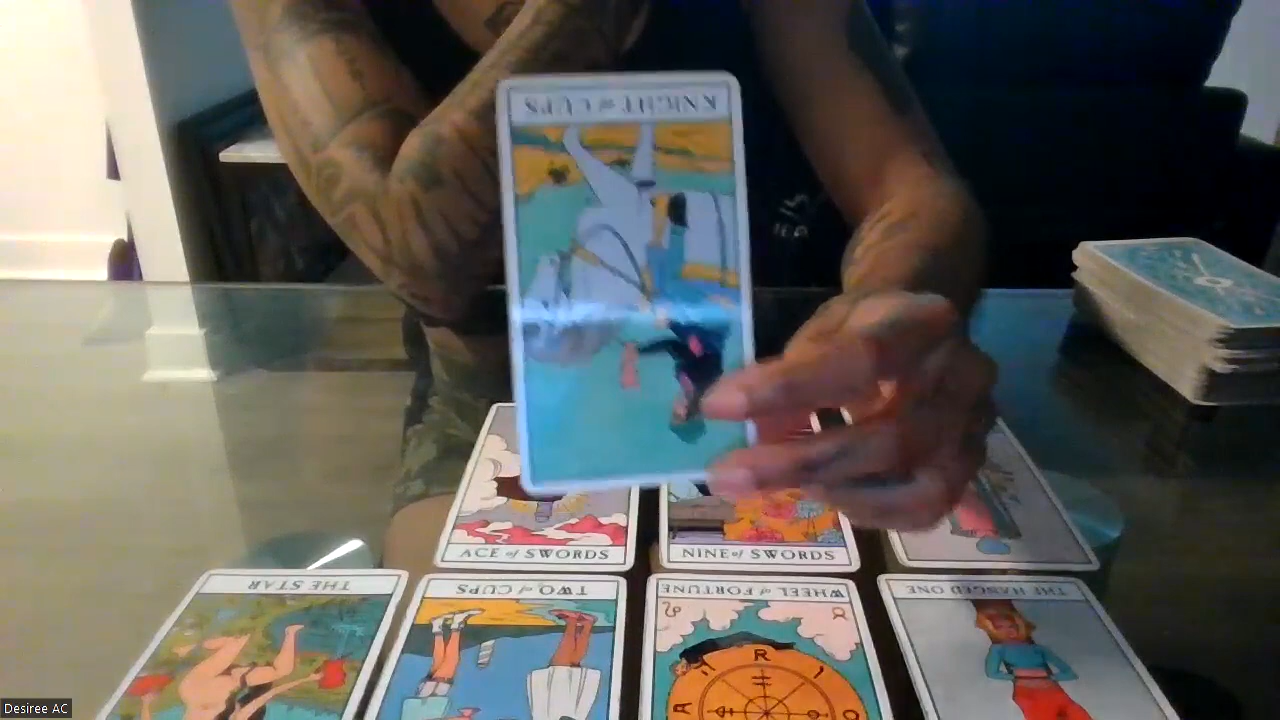 KNIGHT of CUPS
ACE of SWORDS
NINE of SWORDS
THE STAR
TWO of CUPS
WHEEL of FORTUNE
THE HANGED ONE
R
A
Desiree AC